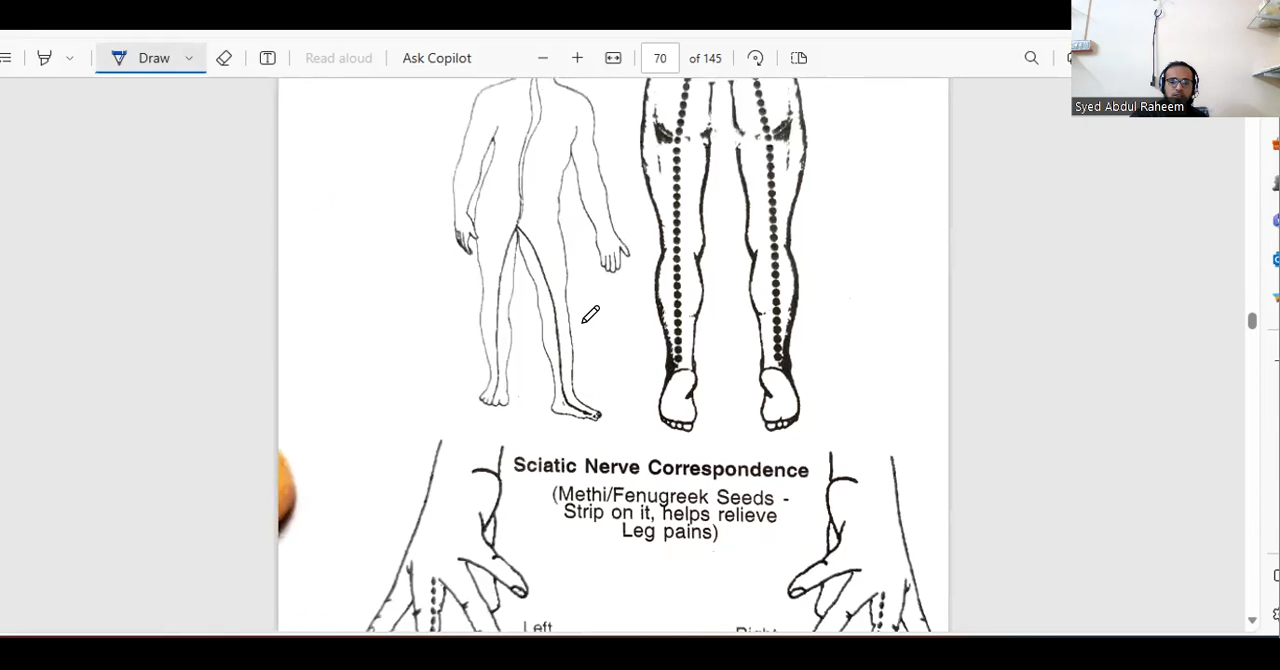 Draw
Read aloud
Ask Copilot
70 of 145
Syed Abdul Raheem
Sciatic Nerve Correspondence
(Methi/Fenugreek Seeds -
Strip on it, helps relieve
Leg pains)
Left
Right